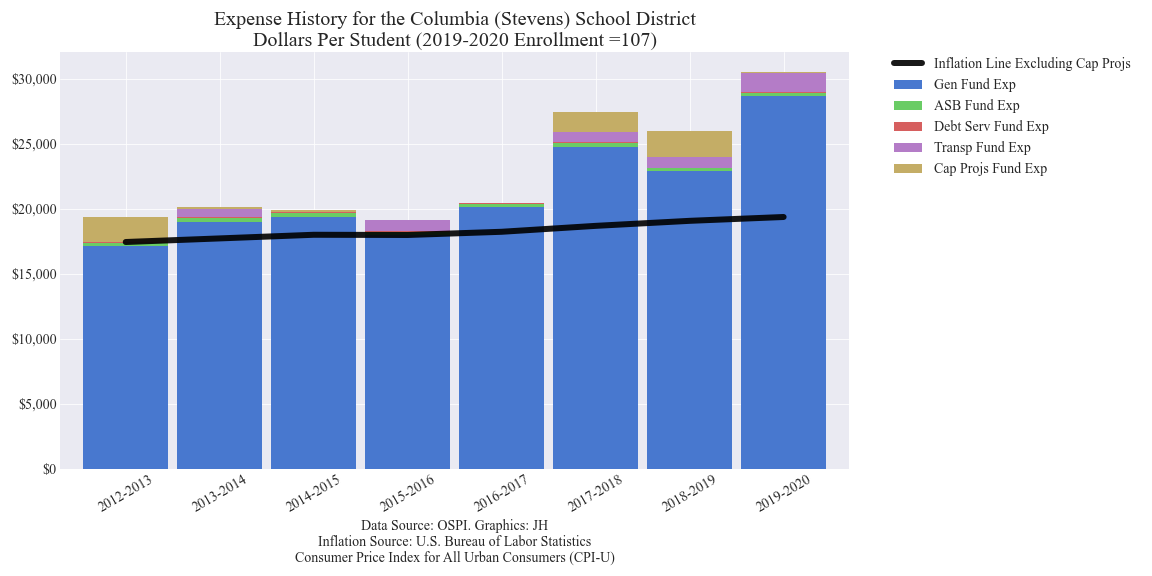 Expense History for the Columbia (Stevens) School District
Dollars Per Student (2019-2020 Enrollment =107)
$30,000
$25,000
$20,000
$15,000
$10,000
$5,000
$0
2012-2013
2013-2014
2014-2015
2015-2016
2016-2017
2017-2018
2018-2019
2019-2020
Inflation Line Excluding Cap Projs
Gen Fund Exp
ASB Fund Exp
Debt Serv Fund Exp
Transp Fund Exp
Cap Projs Fund Exp
Data Source: OSPI. Graphics: JH
Inflation Source: U.S. Bureau of Labor Statistics
Consumer Price Index for All Urban Consumers (CPI-U)